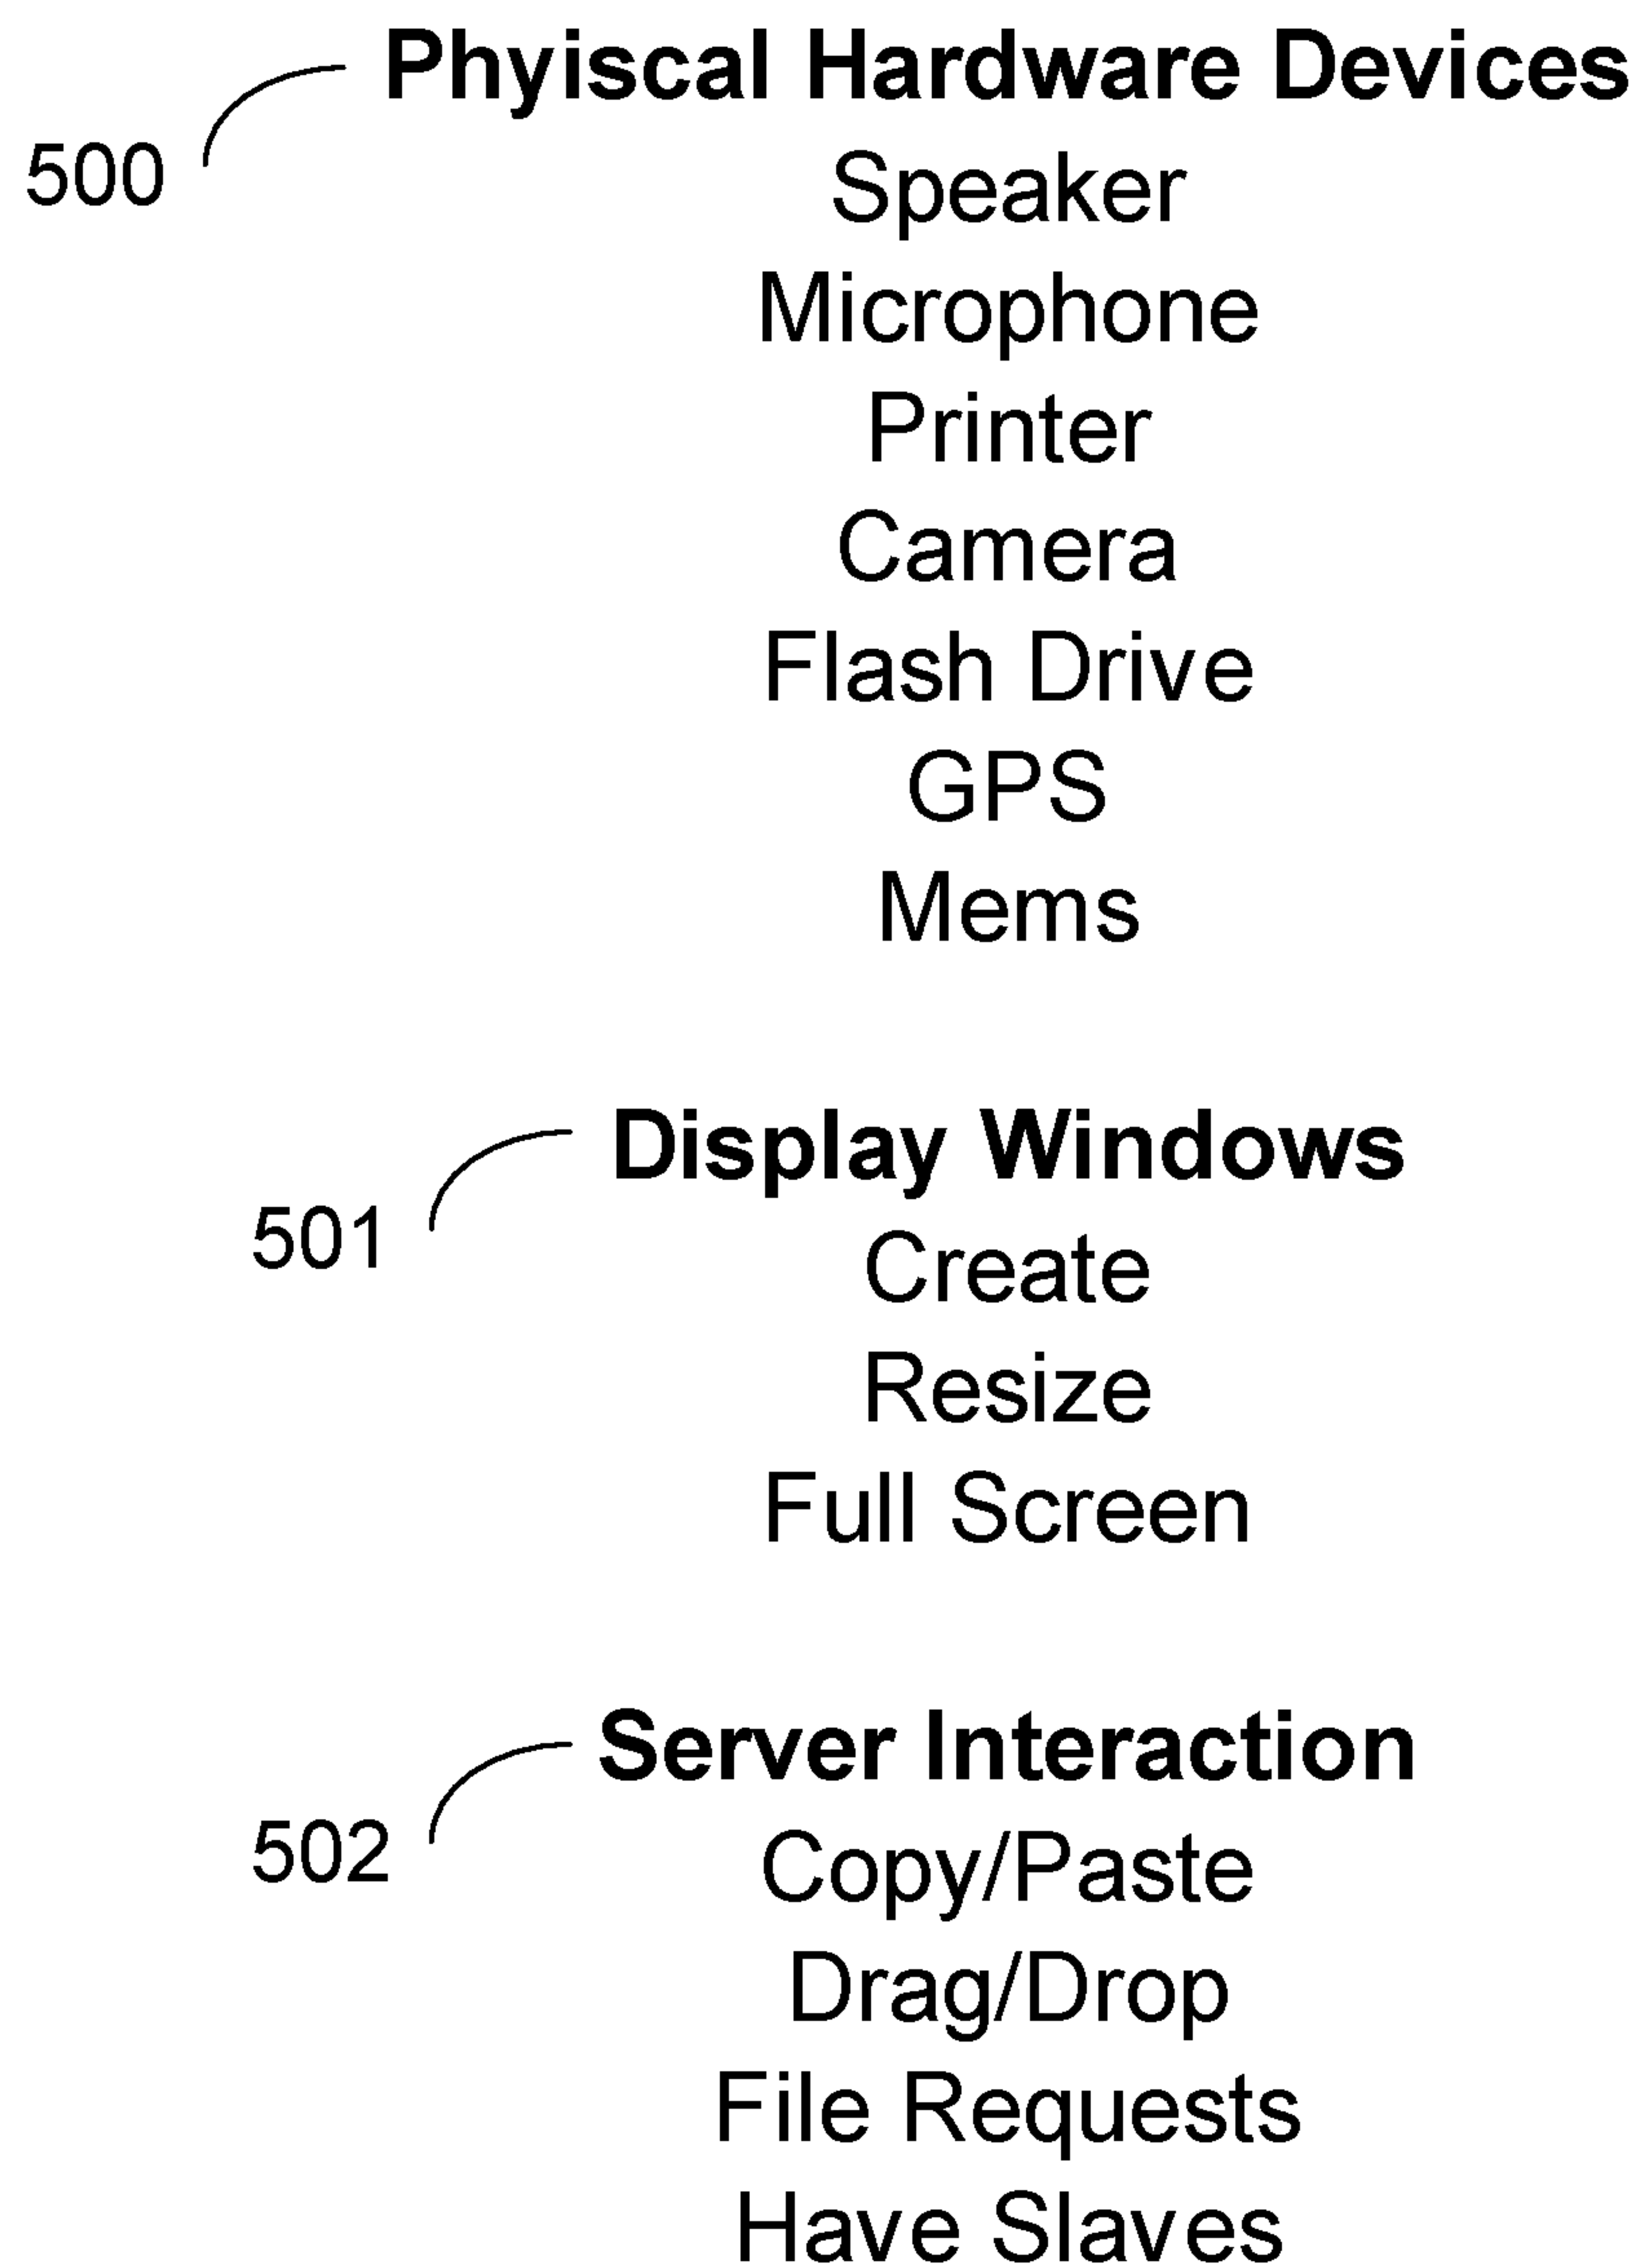 Phyiscal Hardware Devices
500
Speaker
Microphone
Printer
Camera
Flash Drive
GPS
Mems
Display Windows
501
Create
Resize
Full Screen
Server Interaction
502
Copy/Paste
Drag/Drop
File Requests
Have Slaves